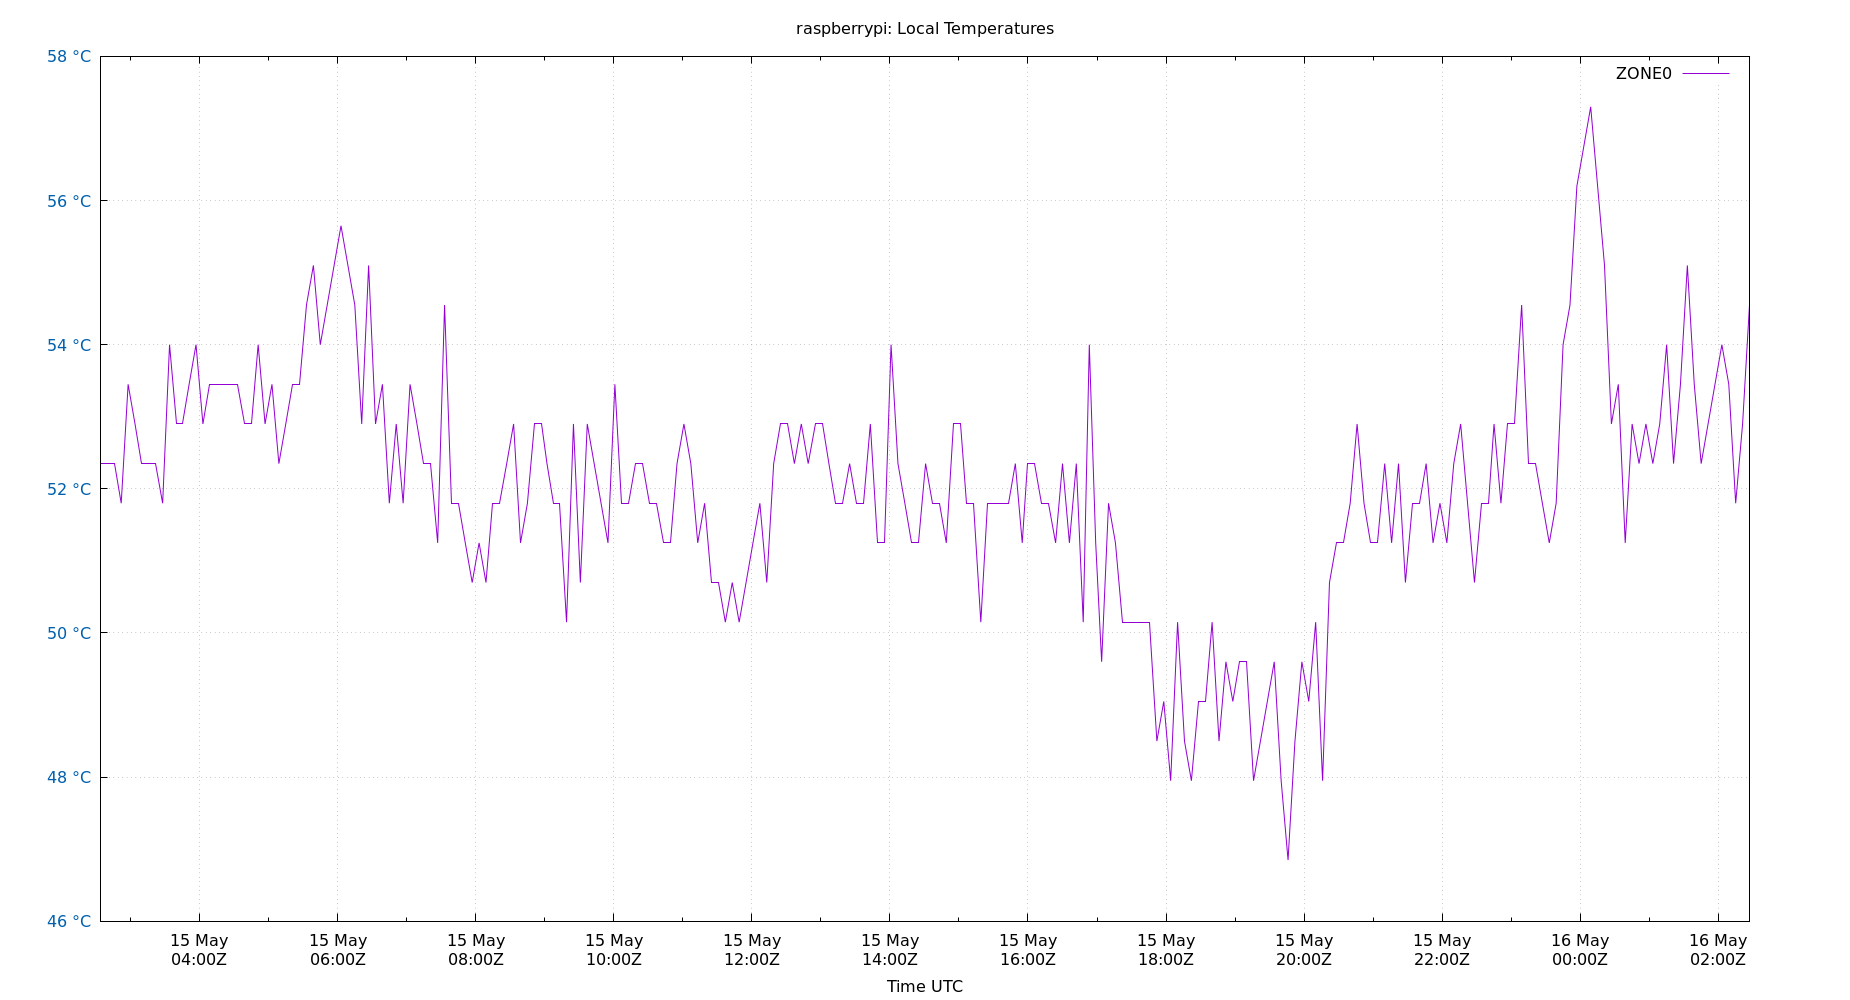 raspberrypi: Local Temperatures
58 °C
ZONE0
56 °C
54 °C
52 °C
50 °C
48 °C
46 °C
15 May 15 May 15 May 15 May 15 May 15 May 15 May 15 May 15 May 15 May 16 May 16 May
04:00Z 06:00Z 08:00Z 10:00Z 12:00Z 14:00Z 16:00Z 18:00Z 20:00Z 22:00Z 00:00Z 02:00Z
Time UTC